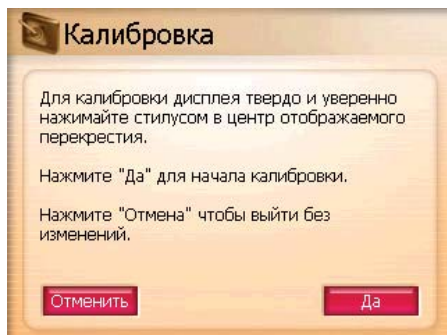 Калибровка
Для калибровки дисплея твердо и уверенно
нажимайте стилусом в центр отображаемого
перекрестия.
Нажмите "Да" для начала калибровки.
Нажмите "Отмена" чтобы выйти без
изменений.
Отменить Да